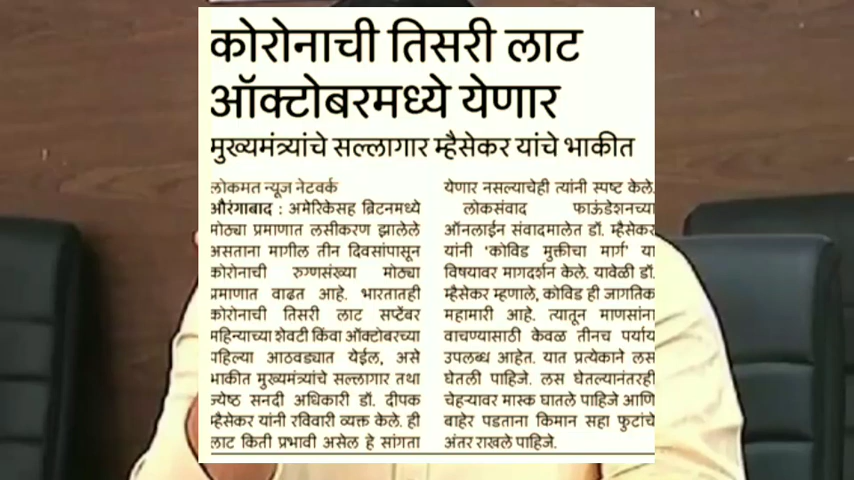 कोरोनाची तिसरी लाट
ऑक्टोबरमध्ये येणार
मुख्यमंत्र्यांचे सल्लागार म्हैसेकर यांचे भाकीत
लोकमत न्यूज नेटवर्क
औरंगाबाद : अमेरिकेसह ब्रिटनमध्ये
मोठ्या प्रमाणात लसीकरण झालेले
असताना मागील तीन दिवसांपासून
कोरोनाची रुग्णसंख्या मोठ्या
प्रमाणात वाढत आहे. भारतातही
कोरोनाची तिसरी लाट सप्टेंबर
महिन्याच्या शेवटी किंवा ऑक्टोबरच्या
पहिल्या आठवड्यात येईल, असे
भाकीत मुख्यमंत्र्यांचे सल्लागार तथा
ज्येष्ठ सनदी अधिकारी डॉ. दीपक
म्हैसेकर यांनी रविवारी व्यक्त केले. ही
लाट किती प्रभावी असेल हे सांगता
येणार नसल्याचेही त्यांनी स्पष्ट केले.
लोकसंवाद फाऊंडेशनच्या
ऑनलाईन संवादमालेत डॉ. म्हैसेकर
यांनी 'कोविड मुक्तीचा मार्ग' या
विषयावर मागदर्शन केले. यावेळी डॉ.
म्हैसेकर म्हणाले, कोविड ही जागतिक
महामारी आहे. त्यातून माणसांना
वाचण्यासाठी केवळ तीनच पर्याय
उपलब्ध आहेत. यात प्रत्येकाने लस
घेतली पाहिजे. लस घेतल्यानंतरही
चेहऱ्यावर मास्क घातले पाहिजे आणि
बाहेर पडताना किमान सहा फुटांचे
अंतर राखले पाहिजे.